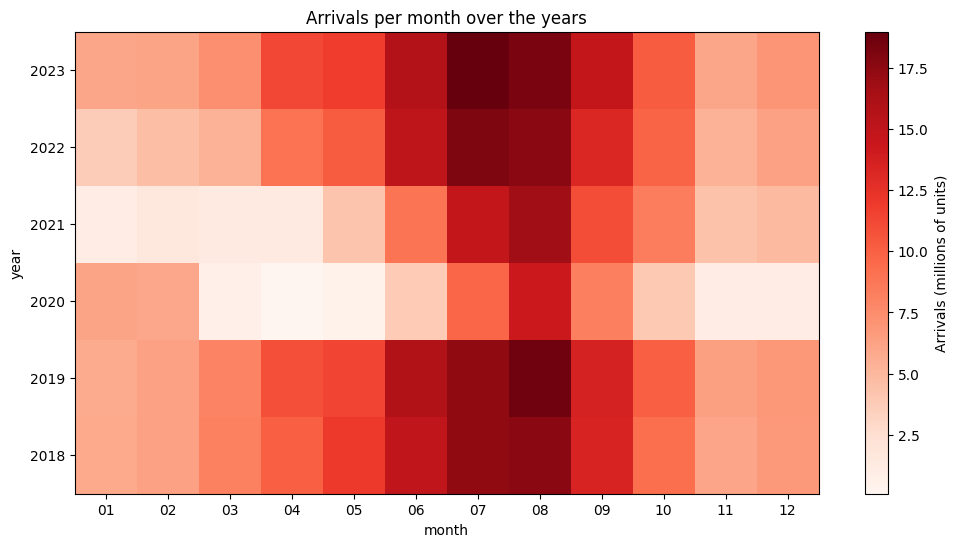 Arrivals per month over the years
year
2023
2022
2021
2020
2019
2018
01 02 03 04 05 06 07 08 09 10 11 12
month
17.5
15.0
12.5
10.0
7.5
5.0
2.5
Arrivals (millions of units)